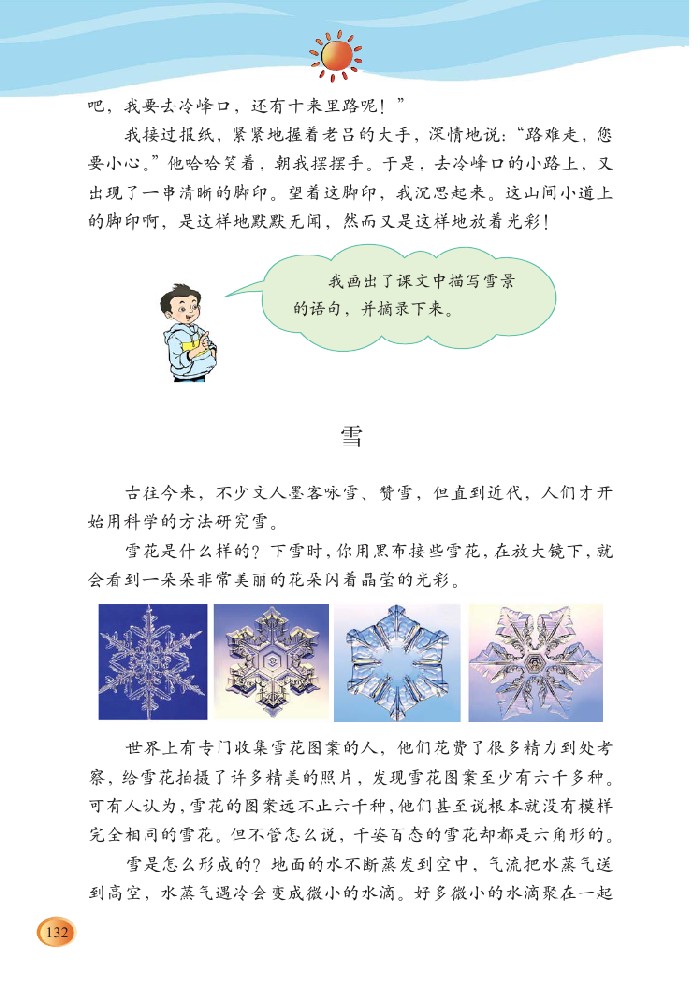 吧，我要去冷峰口，还有十来里路呢！”
我接过报纸，紧紧地握着老吕的大手，深情地说：“路难走，您
要小心。”他哈哈笑着，朝我摆摆手。于是，去冷峰口的小路上，又
出现了一串清晰的脚印。望着这脚印，我沉思起来。这山间小道上
的脚印啊，是这样地默默无闻，然而又是这样地放着光彩！
我画出了课文中描写雪景
的语句，并摘录下来。
雪
古往今来，不少文人墨客咏雪、赞雪，但直到近代，人们才开
始用科学的方法研究雪。
雪花是什么样的？下雪时，你用黑布接些雪花，在放大镜下，就
会看到一朵朵非常美丽的花朵闪着晶莹的光彩。
世界上有专门收集雪花图案的人，他们花费了很多精力到处考
察，给雪花拍摄了许多精美的照片，发现雪花图案至少有六千多种。
可有人认为，雪花的图案远不止六千种，他们甚至说根本就没有模样
完全相同的雪花。但不管怎么说，千姿百态的雪花却都是六角形的。
雪是怎么形成的？地面的水不断蒸发到空中，气流把水蒸气送
到高空，水蒸气遇冷会变成微小的水滴。好多微小的水滴聚在一起
132